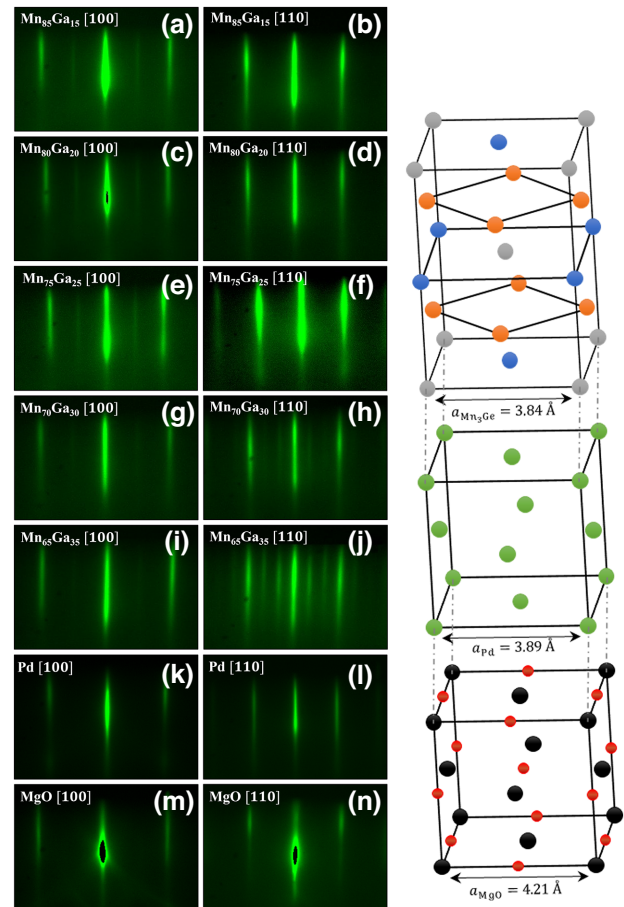 Mn85Ga15 [100] (a)
Mn85Ga15 [110] (b)
Mn80Ga20 [100] (c)
Mn80Ga20 [110] (d)
Mn75Ga25 [100] (e)
Mn75Ga25 [110] (f)
Mn70Ga30 [100] (g)
Mn70Ga30 [110] (h)
Mn65Ga35 [100] (i)
Mn65Ga35 [110] (j)
Pd [100] (k)
Pd [110] (l)
MgO [100] (m)
MgO [110] (n)
aMn3Ge = 3.84 Å
aPd = 3.89 Å
aMgO = 4.21 Å